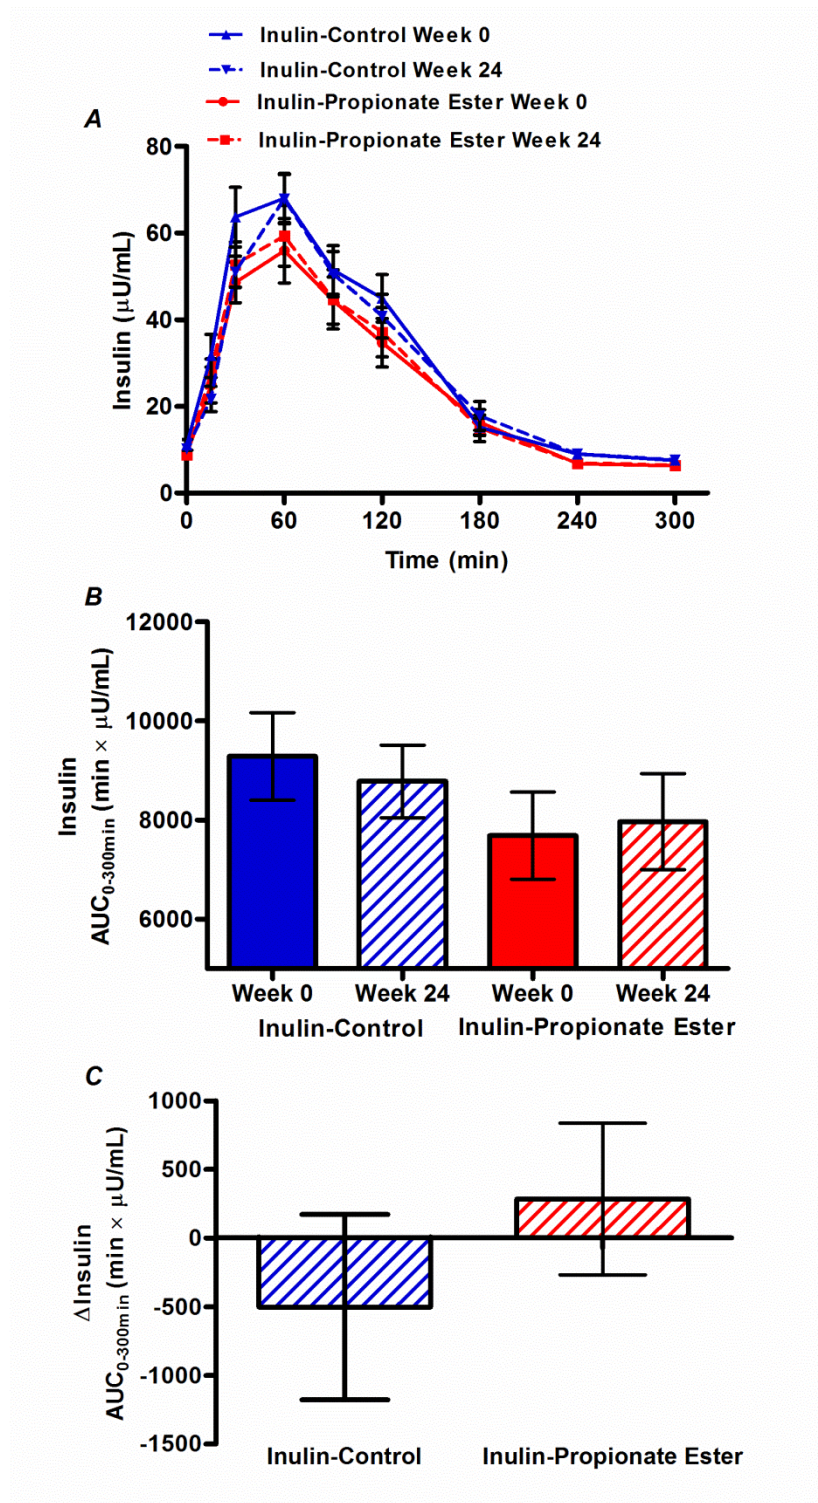 Inulin-Control Week 0
Inulin-Control Week 24
Inulin-Propionate Ester Week 0
Inulin-Propionate Ester Week 24
A
80
60
40
20
0
Insulin (μU/mL)
0 60 120 180 240 300
Time (min)
B
12000
10000
8000
6000
Insulin
AUC0-300min (min × μU/mL)
Week 0 Week 24 Week 0 Week 24
Inulin-Control Inulin-Propionate Ester
C
1000
500
0
-500
-1000
-1500
ΔInsulin
AUC0-300min (min × μU/mL)
Inulin-Control Inulin-Propionate Ester